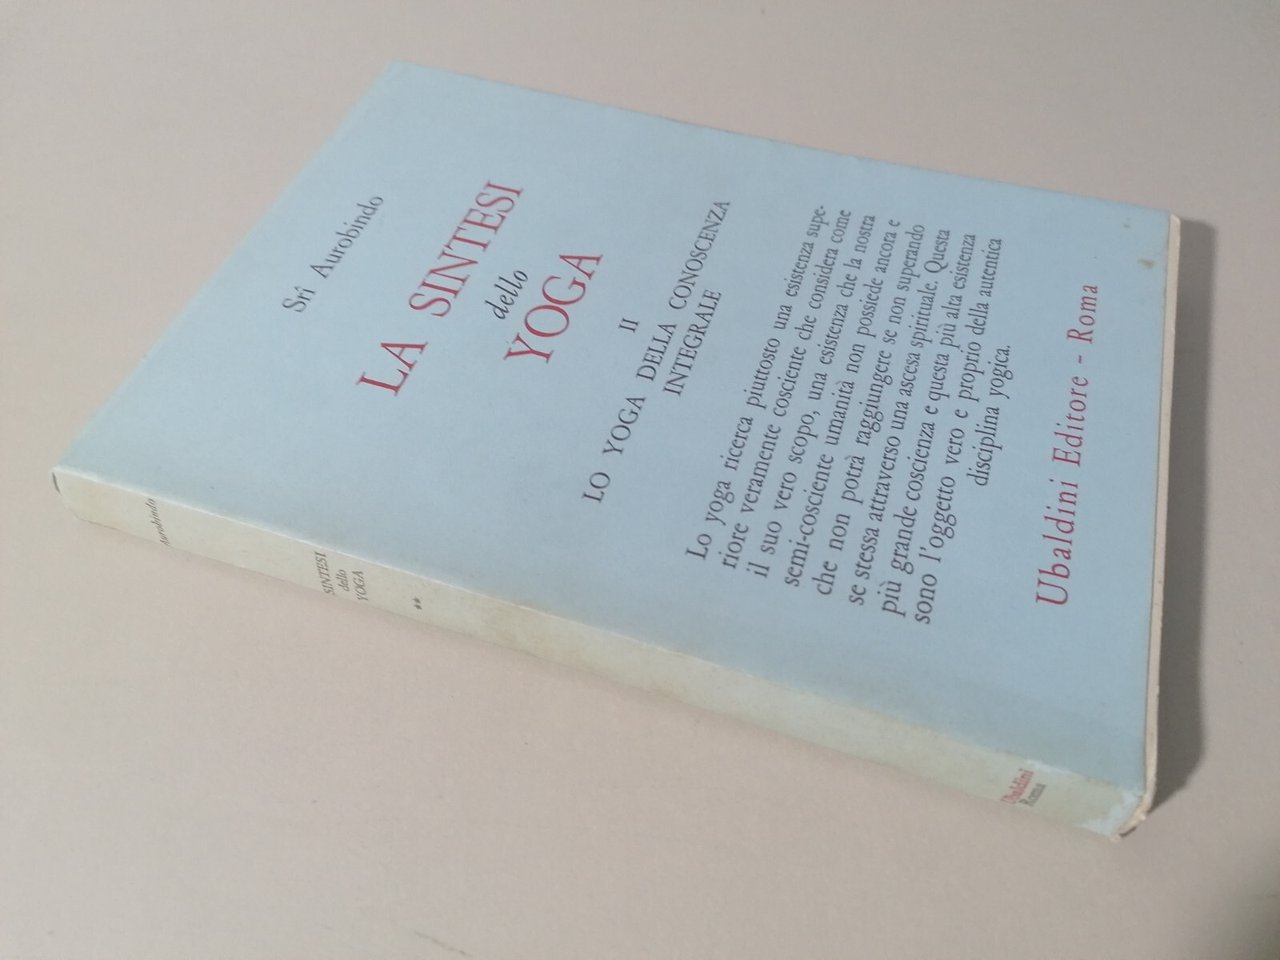 Srî Aurobindo
LA SINTESI
dello
YOGA
II
LO YOGA DELLA CONOSCENZA
INTEGRALE
Lo yoga ricerca piuttosto una esistenza supe-
riore veramente cosciente che considera come
il suo vero scopo, una esistenza che la nostra
semi-cosciente umanità non possiede ancora e
che non potrà raggiungere se non superando
se stessa attraverso una ascesa spirituale. Questa
più grande coscienza e questa più alta esistenza
sono l'oggetto vero e proprio della autentica
disciplina yogica.
Ubaldini Editore - Roma
Aurobindo
SINTESI
dello
YOGA
**
Ubaldini
Roma